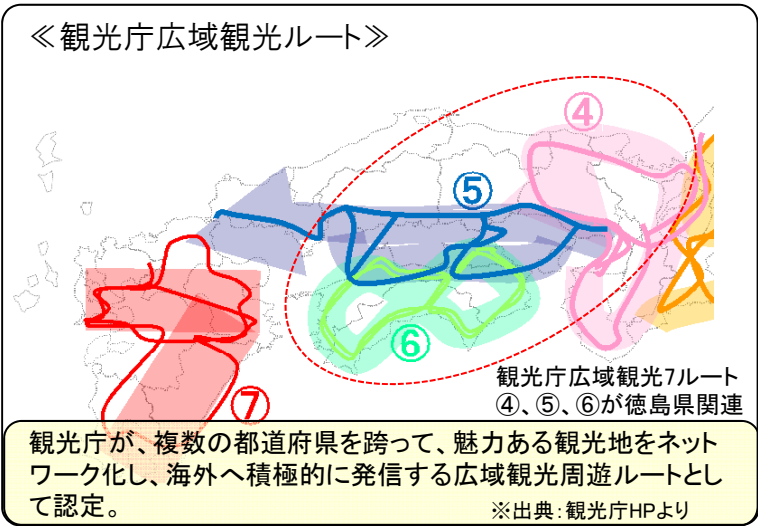 ≪観光庁広域観光ルート≫
④
⑤
⑥
⑦
観光庁広域観光7ルート
④、⑤、⑥が徳島県関連
観光庁が、複数の都道府県を跨って、魅力ある観光地をネット
ワーク化し、海外へ積極的に発信する広域観光周遊ルートとし
て認定。
※出典：観光庁HPより